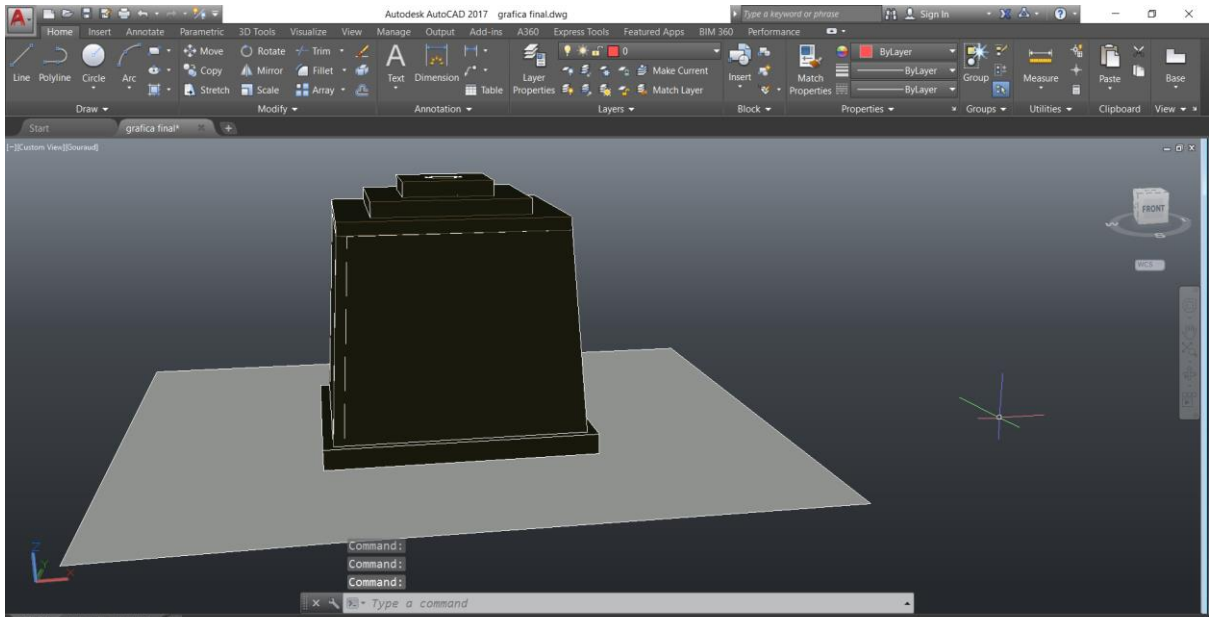 Autodesk AutoCAD 2017 grafica final.dwg Type a keyword or phrase Sign In
Home Insert Annotate Parametric 3D Tools Visualize View Manage Output Add-ins A360 Express Tools Featured Apps BIM 360 Performance
Line Polyline Circle Arc
Move Rotate Trim
Copy Mirror Fillet
Stretch Scale Array
Text Dimension
Table
Layer Properties
0
Make Current
Match Layer
Insert
Match Properties
ByLayer
ByLayer
ByLayer
Group
Measure
Paste
Base
Draw Modify Annotation Layers Block Properties Groups Utilities Clipboard View
Start grafica final*
[-][Custom View][Gouraud]
FRONT
W S
WCS
Z
Y
X
Command:
Command:
Command:
Type a command